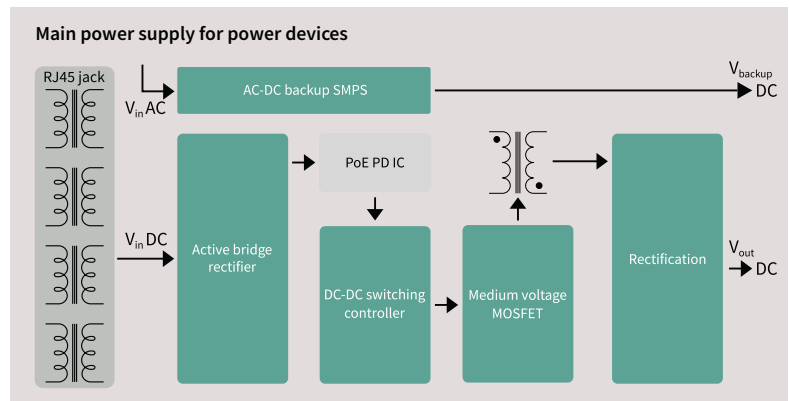 Main power supply for power devices
RJ45 jack
Vin AC
AC-DC backup SMPS
Vbackup
DC
Vin DC
Active bridge
rectifier
PoE PD IC
DC-DC switching
controller
Medium voltage
MOSFET
Rectification
Vout
DC